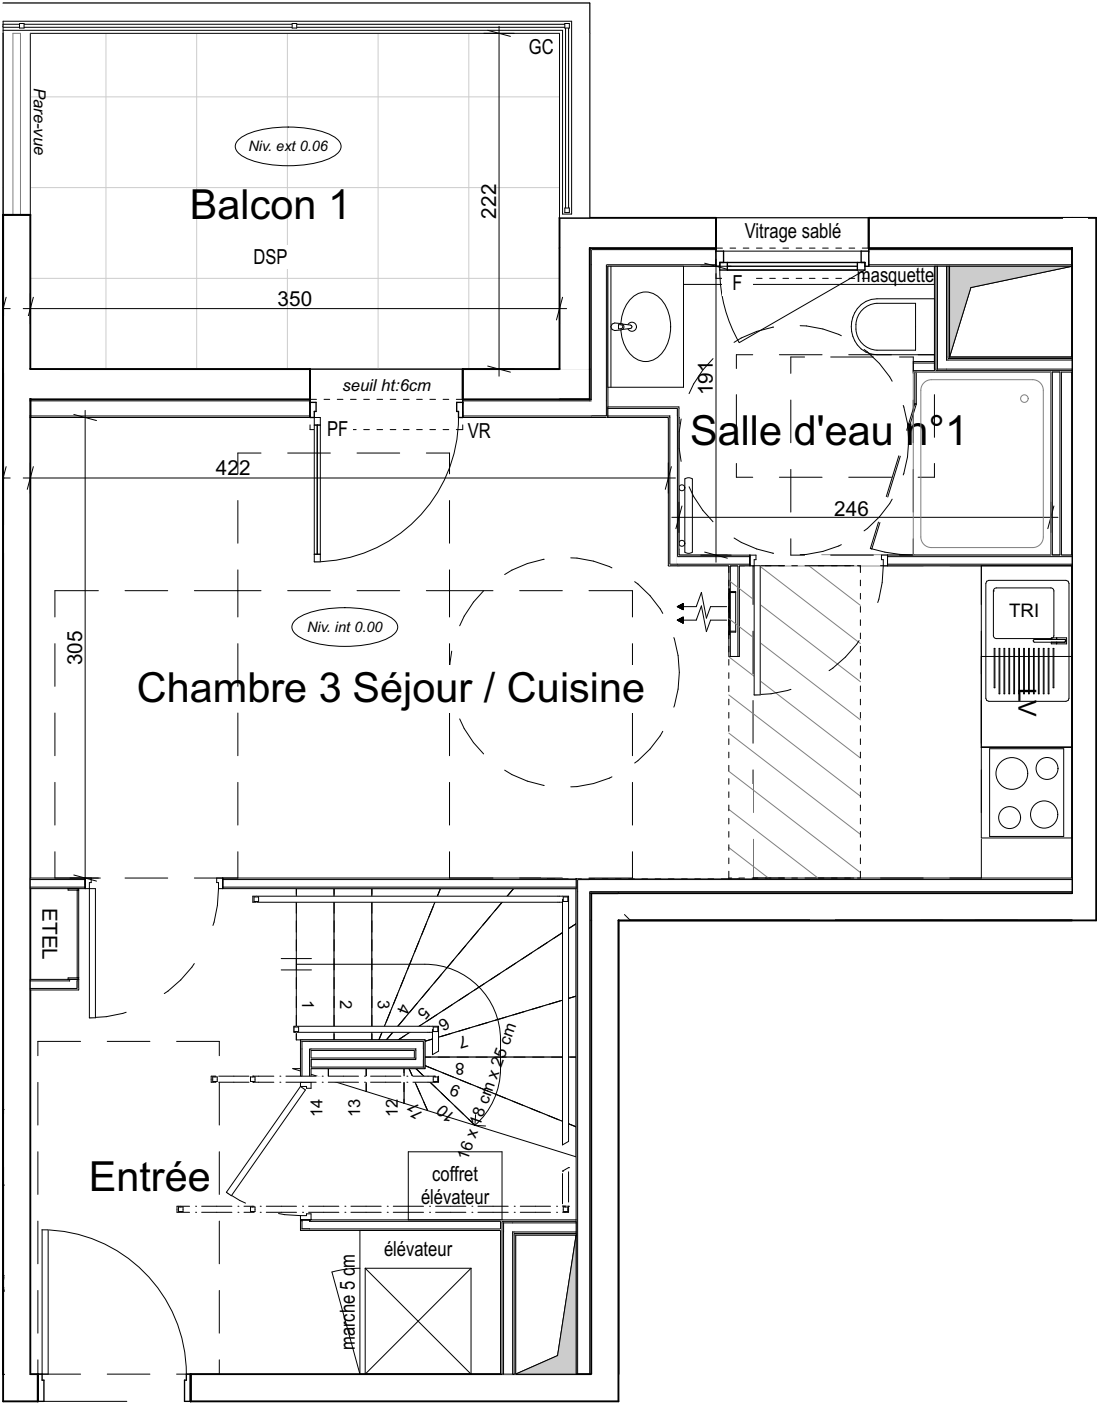 GC
Pare-vue
Niv. ext 0.06
Balcon 1
222
DSP
350
Vitrage sablé
F
masquette
seuil ht:6cm
PF
VR
191
Salle d'eau n°1
422
246
305
Niv. int 0.00
TRI
Chambre 3 Séjour / Cuisine
LV
ETEL
1
2
3
4
5
6
7
8
9
10
11
12
13
14
16 x 18 cm x 25 cm
Entrée
coffret
élévateur
élévateur
marche 5 cm